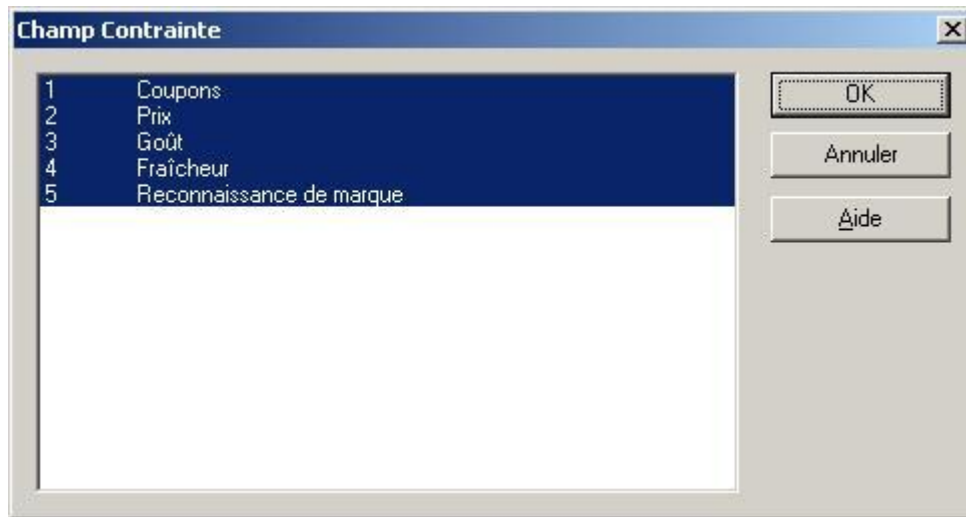 Champ Contrainte
1 Coupons
2 Prix
3 Goût
4 Fraîcheur
5 Reconnaissance de marque
OK
Annuler
Aide